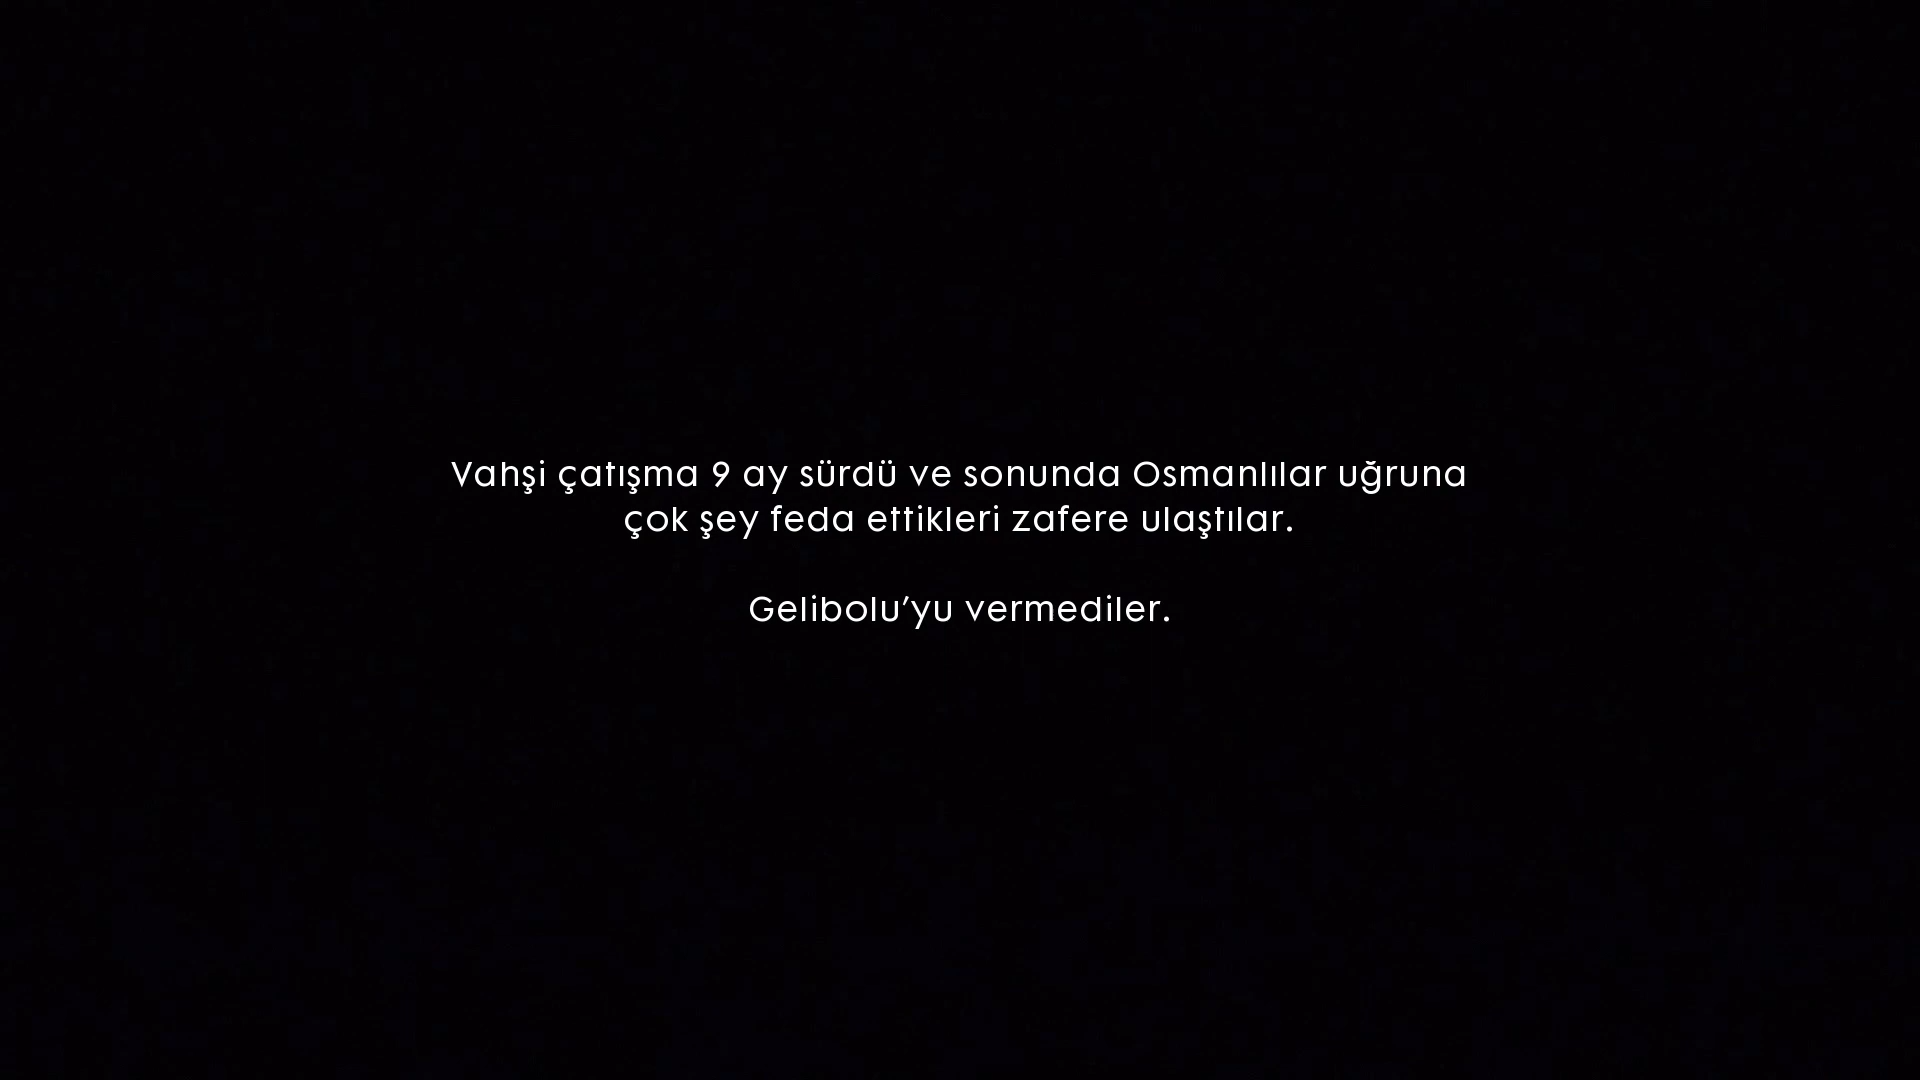 Vahşi çatışma 9 ay sürdü ve sonunda Osmanlılar uğruna
çok şey feda ettikleri zafere ulaştılar.
Gelibolu’yu vermediler.